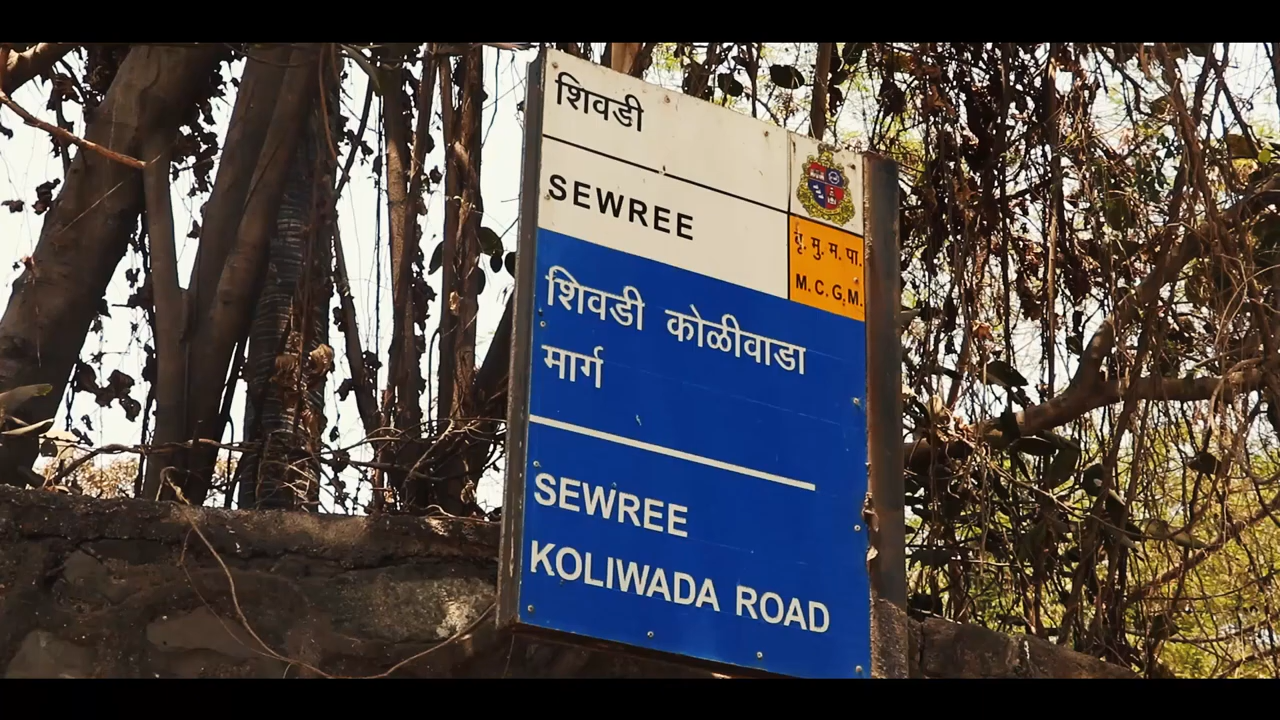 शिवडी
SEWREE
बृ. मु. म. पा.
M. C. G. M.
शिवडी कोळीवाडा
मार्ग
SEWREE
KOLIWADA ROAD